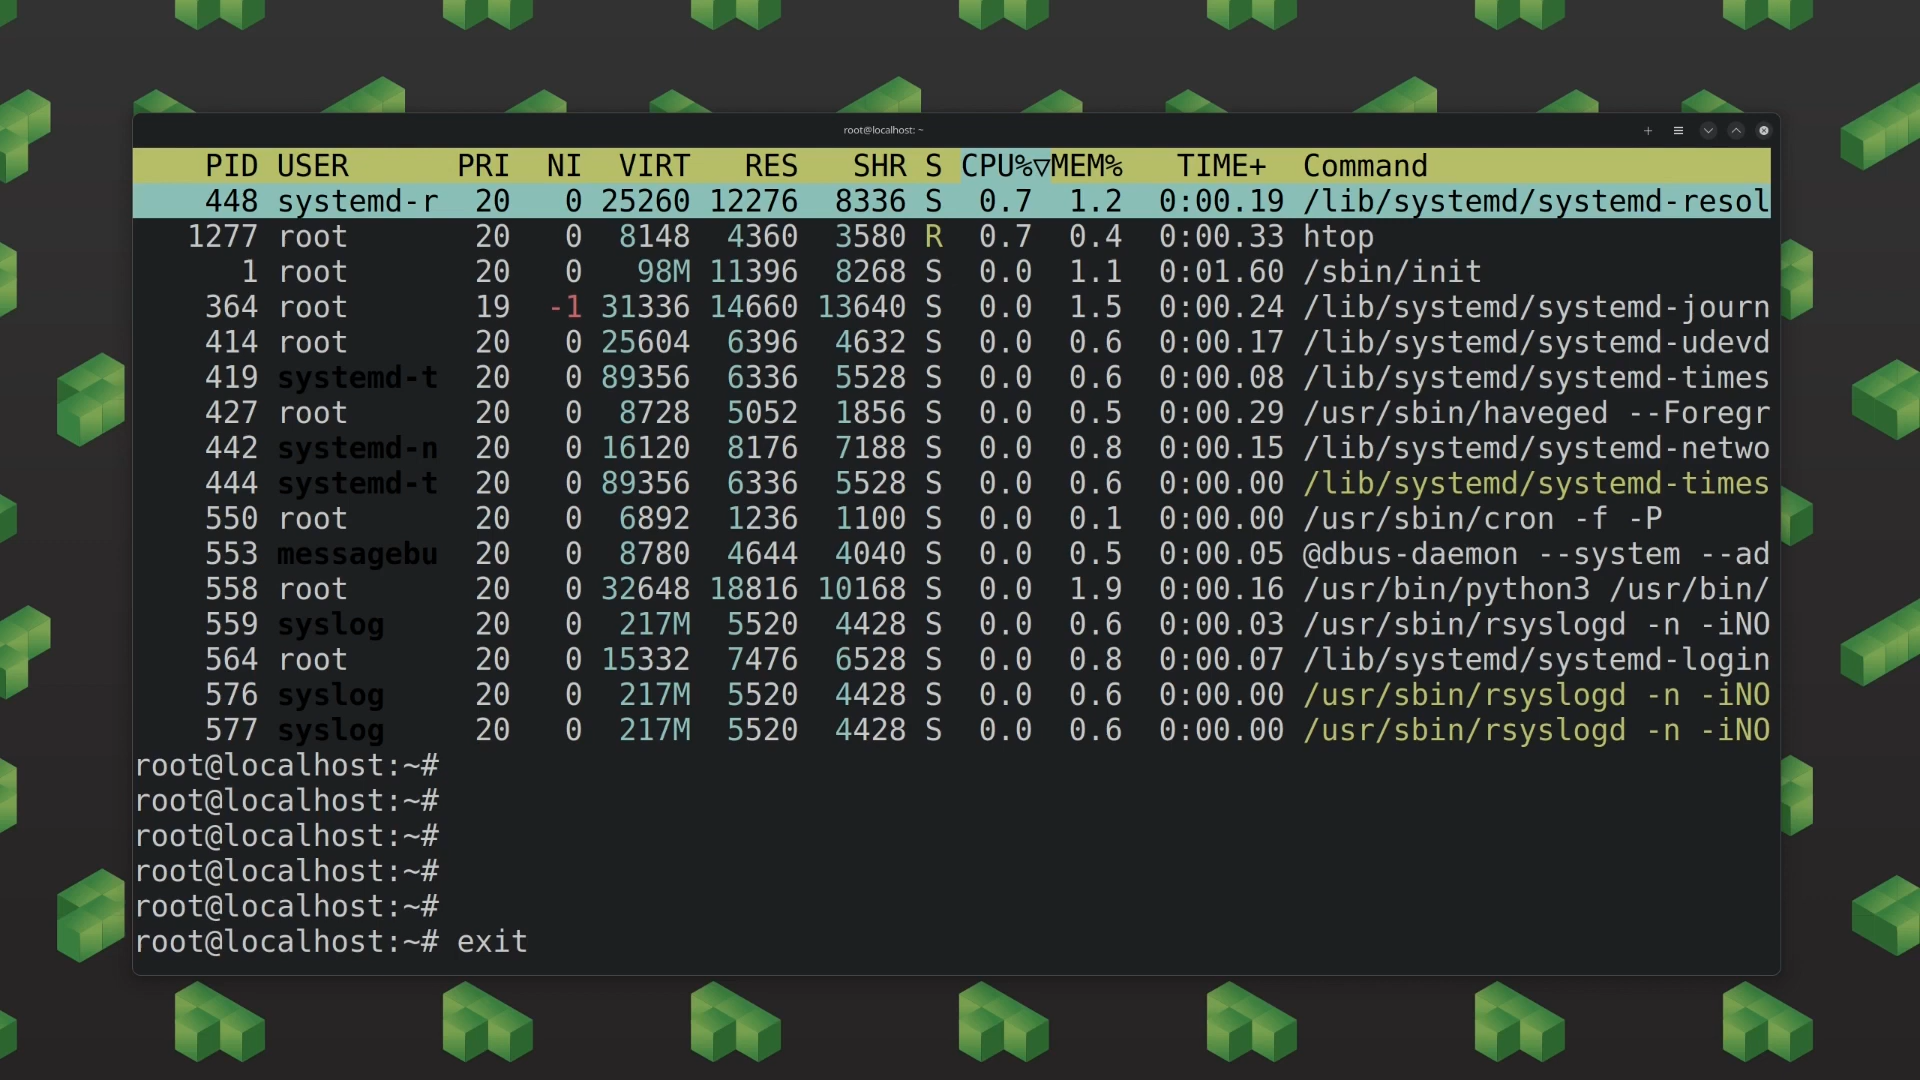 root@localhost: ~
PID USER PRI NI VIRT RES SHR S CPU%▽MEM% TIME+ Command
448 systemd-r 20 0 25260 12276 8336 S 0.7 1.2 0:00.19 /lib/systemd/systemd-resol
1277 root 20 0 8148 4360 3580 R 0.7 0.4 0:00.33 htop
1 root 20 0 98M 11396 8268 S 0.0 1.1 0:01.60 /sbin/init
364 root 19 -1 31336 14660 13640 S 0.0 1.5 0:00.24 /lib/systemd/systemd-journ
414 root 20 0 25604 6396 4632 S 0.0 0.6 0:00.17 /lib/systemd/systemd-udevd
419 systemd-t 20 0 89356 6336 5528 S 0.0 0.6 0:00.08 /lib/systemd/systemd-times
427 root 20 0 8728 5052 1856 S 0.0 0.5 0:00.29 /usr/sbin/haveged --Foregr
442 systemd-n 20 0 16120 8176 7188 S 0.0 0.8 0:00.15 /lib/systemd/systemd-netwo
444 systemd-t 20 0 89356 6336 5528 S 0.0 0.6 0:00.00 /lib/systemd/systemd-times
550 root 20 0 6892 1236 1100 S 0.0 0.1 0:00.00 /usr/sbin/cron -f -P
553 messagebu 20 0 8780 4644 4040 S 0.0 0.5 0:00.05 @dbus-daemon --system --ad
558 root 20 0 32648 18816 10168 S 0.0 1.9 0:00.16 /usr/bin/python3 /usr/bin/
559 syslog 20 0 217M 5520 4428 S 0.0 0.6 0:00.03 /usr/sbin/rsyslogd -n -iNO
564 root 20 0 15332 7476 6528 S 0.0 0.8 0:00.07 /lib/systemd/systemd-login
576 syslog 20 0 217M 5520 4428 S 0.0 0.6 0:00.00 /usr/sbin/rsyslogd -n -iNO
577 syslog 20 0 217M 5520 4428 S 0.0 0.6 0:00.00 /usr/sbin/rsyslogd -n -iNO
root@localhost:~#
root@localhost:~#
root@localhost:~#
root@localhost:~#
root@localhost:~#
root@localhost:~# exit